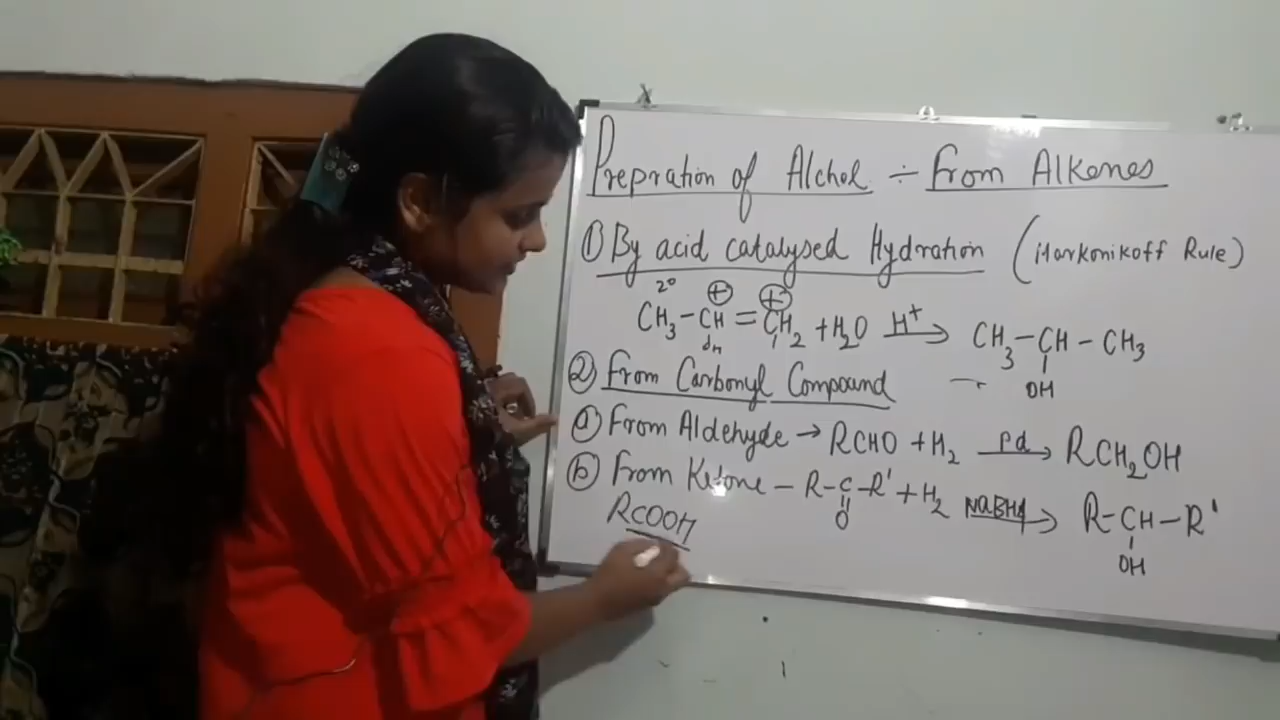 Prepration of Alchol ÷ From Alkenes
① By acid catalysed Hydration (Markonikoff Rule)
2°
CH3-CH=CH2+H2O H+ → CH3-CH-CH3
OH
② From Carbonyl Compound
ⓐ From Aldehyde → RCHO + H2 Pd → RCH2OH
ⓑ From Ketone - R-C-R' + H2 NaBH4 → R-CH-R'
O OH
RCOOH